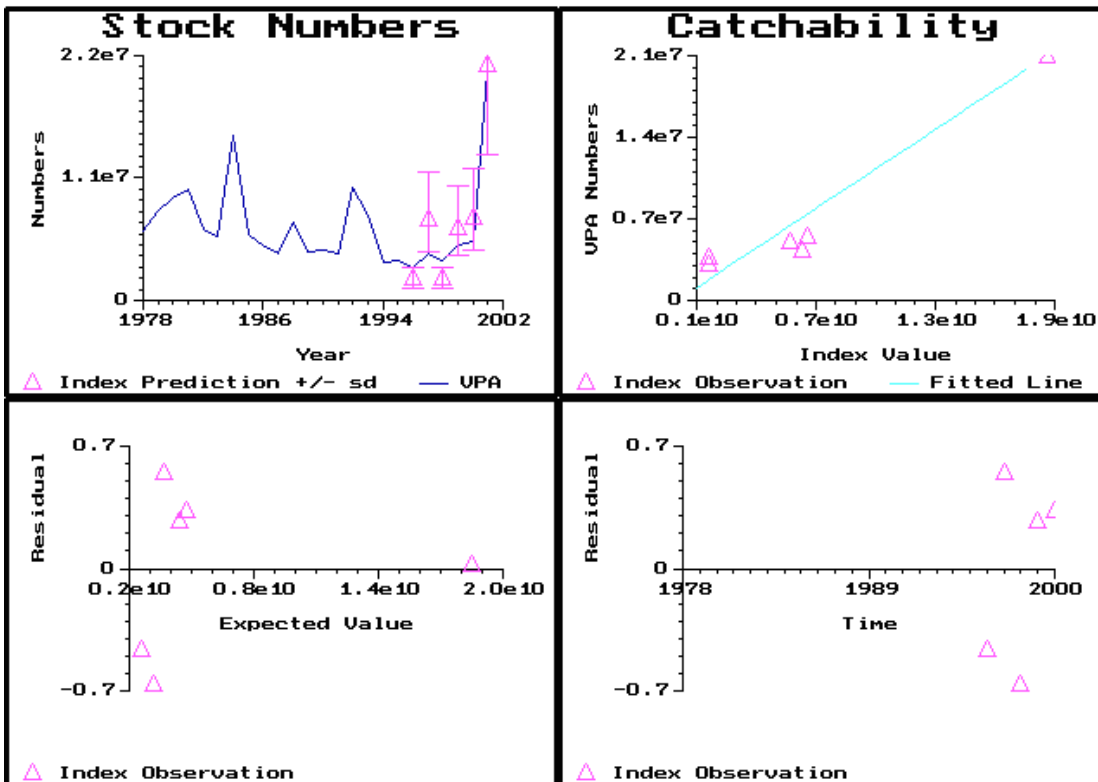 Stock Numbers
2.2e7
1.1e7
0
Numbers
1978 1986 1994 2002
Year
Index Prediction +/- sd VPA
Catchability
2.1e7
1.4e7
0.7e7
0
VPA Numbers
0.1e10 0.7e10 1.3e10 1.9e10
Index Value
Index Observation Fitted Line
0.7
0
-0.7
Residual
0.2e10 0.8e10 1.4e10 2.0e10
Expected Value
Index Observation
0.7
0
-0.7
Residual
1978 1989 2000
Time
Index Observation